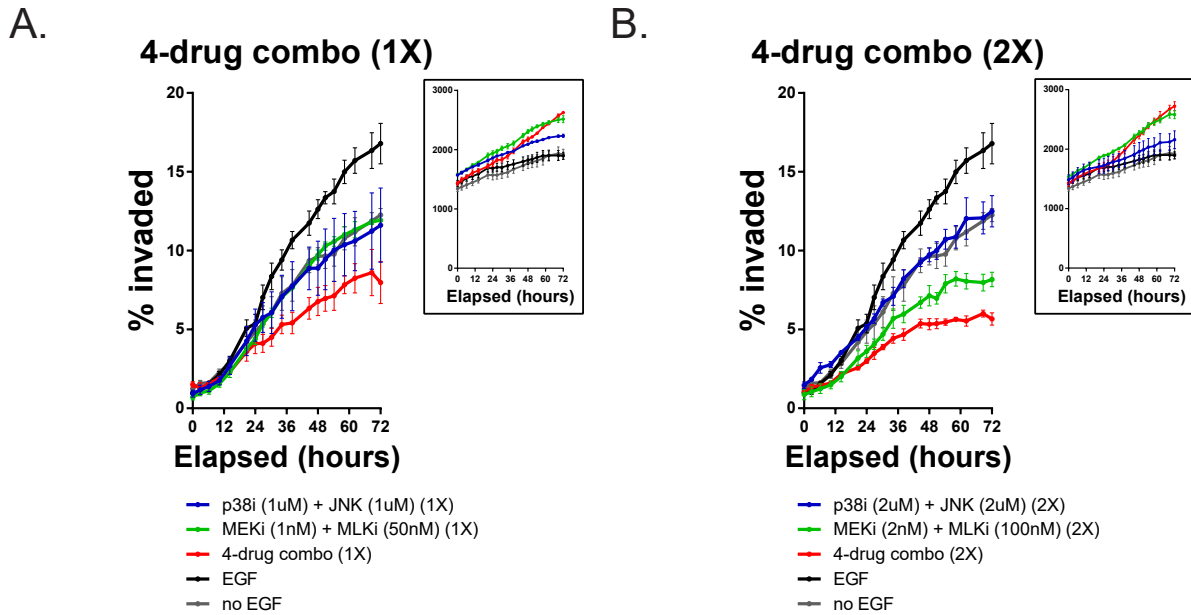 A.
4-drug combo (1X)
% invaded
20
15
10
5
0
0 12 24 36 48 60 72
Elapsed (hours)
3000
2000
1000
0
0 12 24 36 48 60 72
Elapsed (hours)
p38i (1uM) + JNK (1uM) (1X)
MEKi (1nM) + MLKi (50nM) (1X)
4-drug combo (1X)
EGF
no EGF
B.
4-drug combo (2X)
% invaded
20
15
10
5
0
0 12 24 36 48 60 72
Elapsed (hours)
3000
2000
1000
0
0 12 24 36 48 60 72
Elapsed (hours)
p38i (2uM) + JNK (2uM) (2X)
MEKi (2nM) + MLKi (100nM) (2X)
4-drug combo (2X)
EGF
no EGF